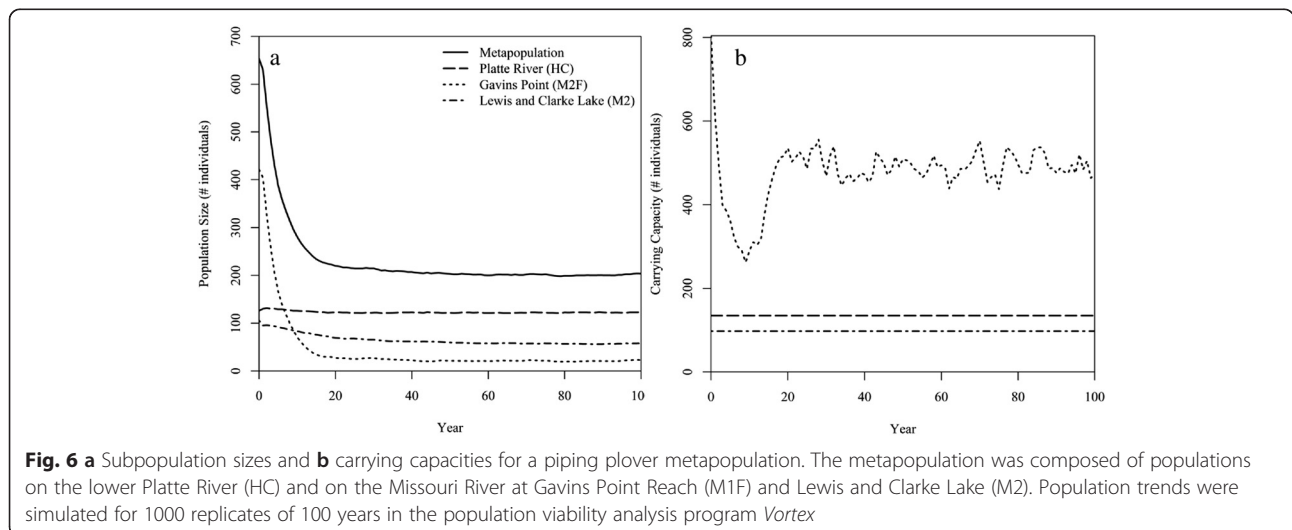 a
Metapopulation
Platte River (HC)
Gavins Point (M2F)
Lewis and Clarke Lake (M2)
Population Size (# individuals)
700
600
500
400
300
200
100
0
0 20 40 60 80 10
Year
b
Carrying Capacity (# individuals)
800
600
400
200
0
0 20 40 60 80 100
Year
Fig. 6 a Subpopulation sizes and b carrying capacities for a piping plover metapopulation. The metapopulation was composed of populations
on the lower Platte River (HC) and on the Missouri River at Gavins Point Reach (M1F) and Lewis and Clarke Lake (M2). Population trends were
simulated for 1000 replicates of 100 years in the population viability analysis program Vortex